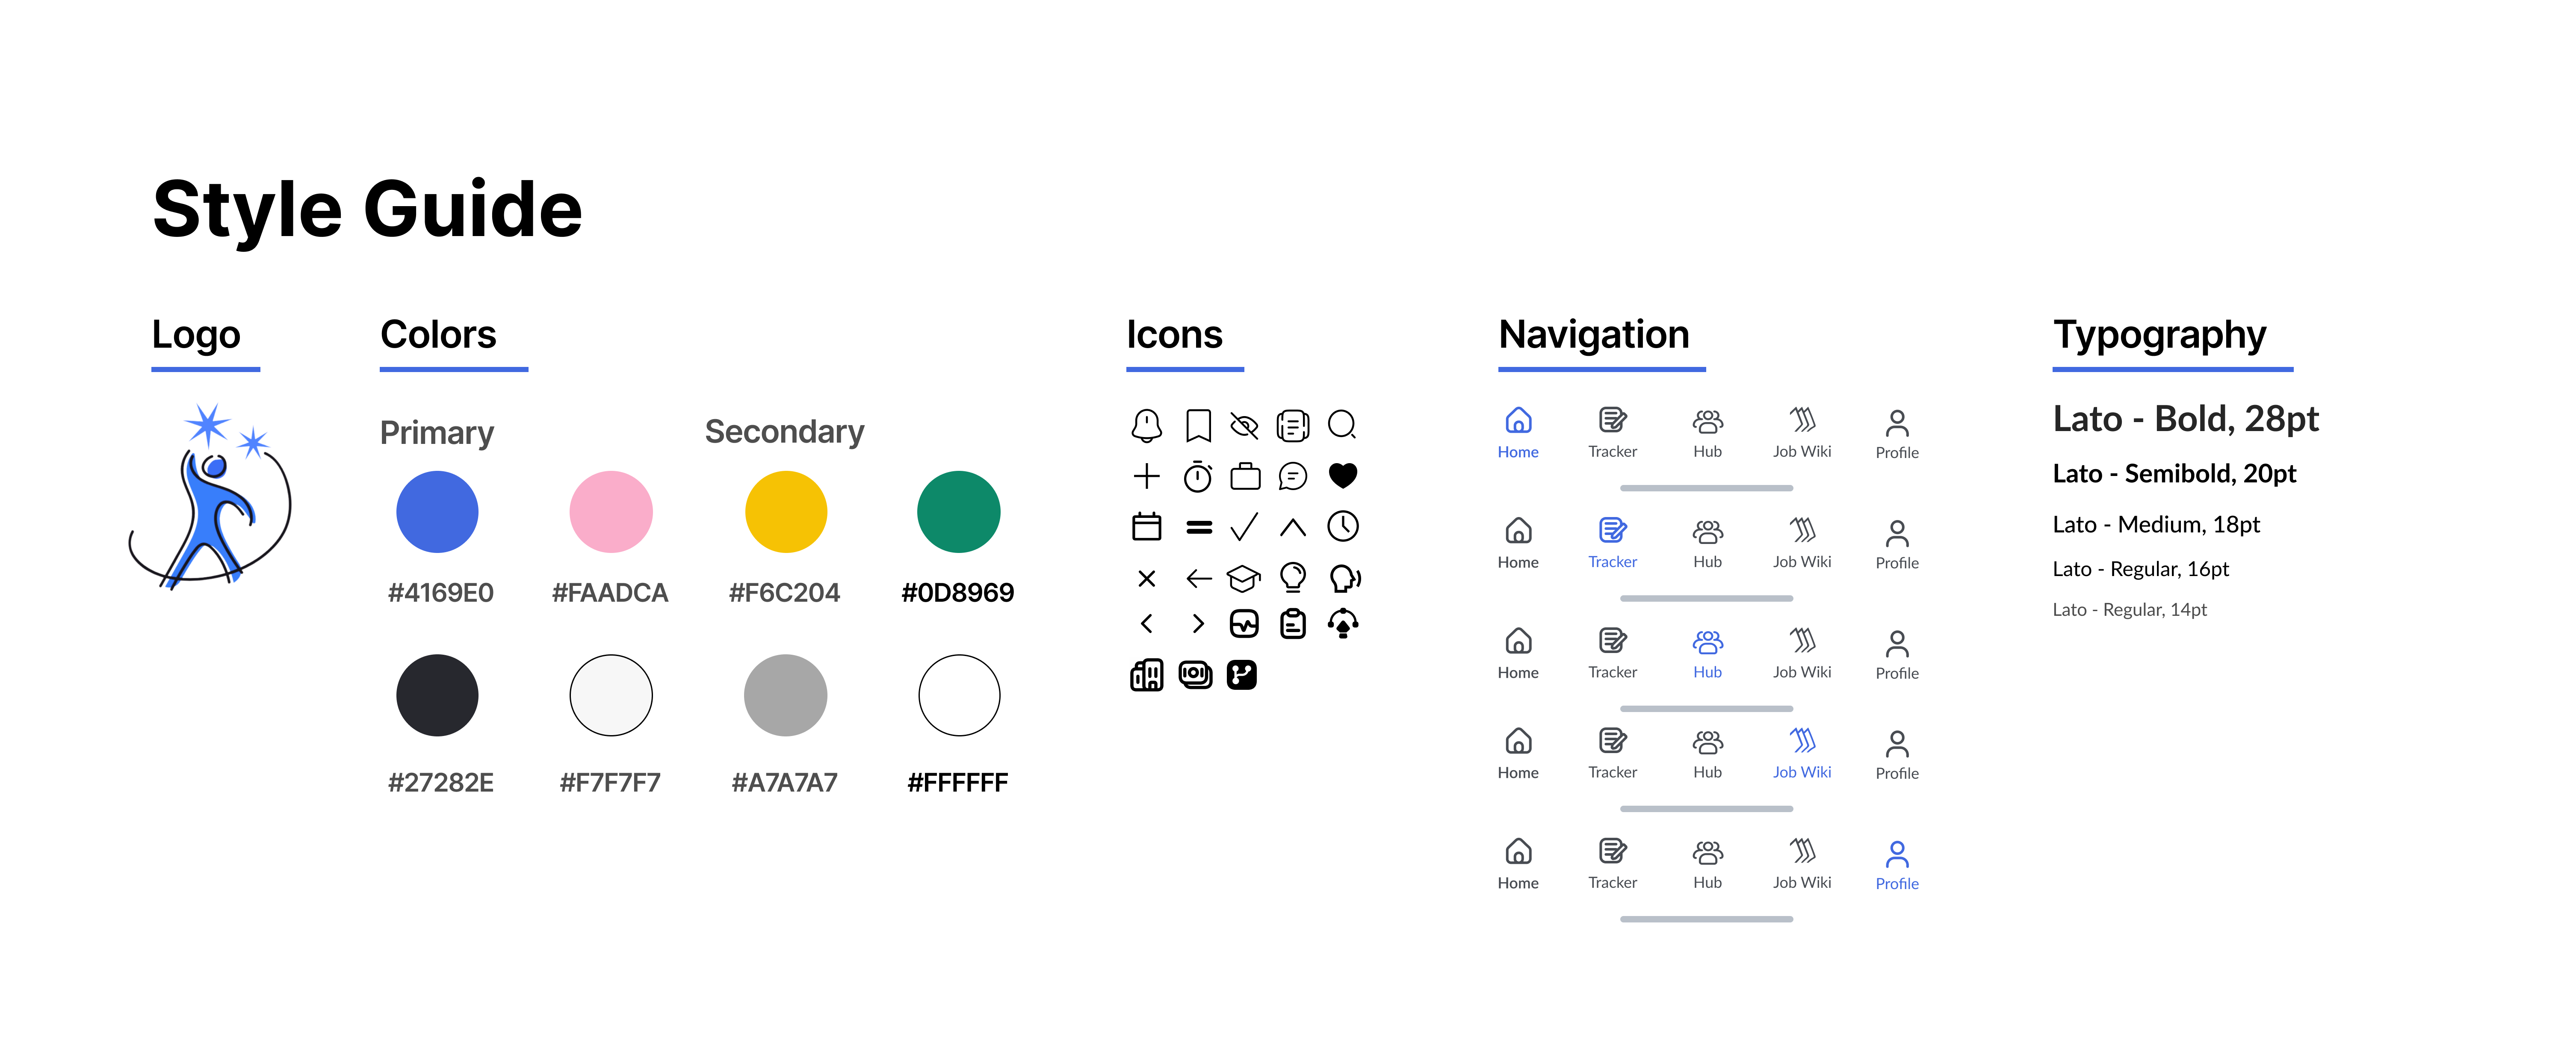 Style Guide
Logo
Colors
Primary
Secondary
#4169E0
#FAADCA
#F6C204
#0D8969
#27282E
#F7F7F7
#A7A7A7
#FFFFFF
Icons
Navigation
Home Tracker Hub Job Wiki Profile
Home Tracker Hub Job Wiki Profile
Home Tracker Hub Job Wiki Profile
Home Tracker Hub Job Wiki Profile
Home Tracker Hub Job Wiki Profile
Typography
Lato - Bold, 28pt
Lato - Semibold, 20pt
Lato - Medium, 18pt
Lato - Regular, 16pt
Lato - Regular, 14pt